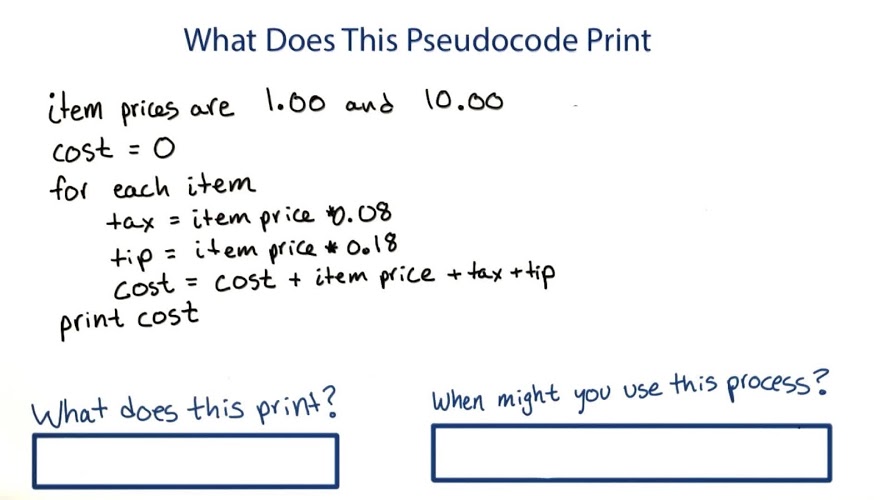 What Does This Pseudocode Print
item prices are 1.00 and 10.00
cost = 0
for each item
tax = item price *0.08
tip = item price * 0.18
cost = cost + item price + tax + tip
print cost
What does this print?
When might you use this process?